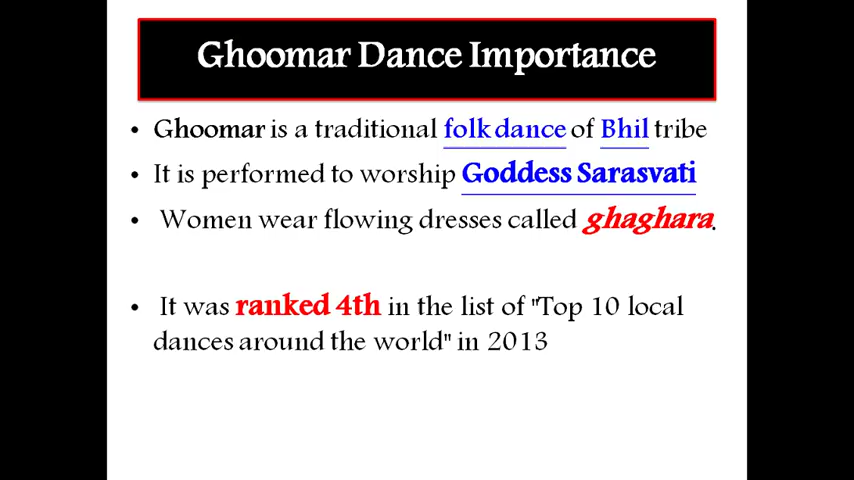 Ghoomar Dance Importance
• Ghoomar is a traditional folk dance of Bhil tribe
• It is performed to worship Goddess Sarasvati
• Women wear flowing dresses called ghaghara.
• It was ranked 4th in the list of "Top 10 local
dances around the world" in 2013